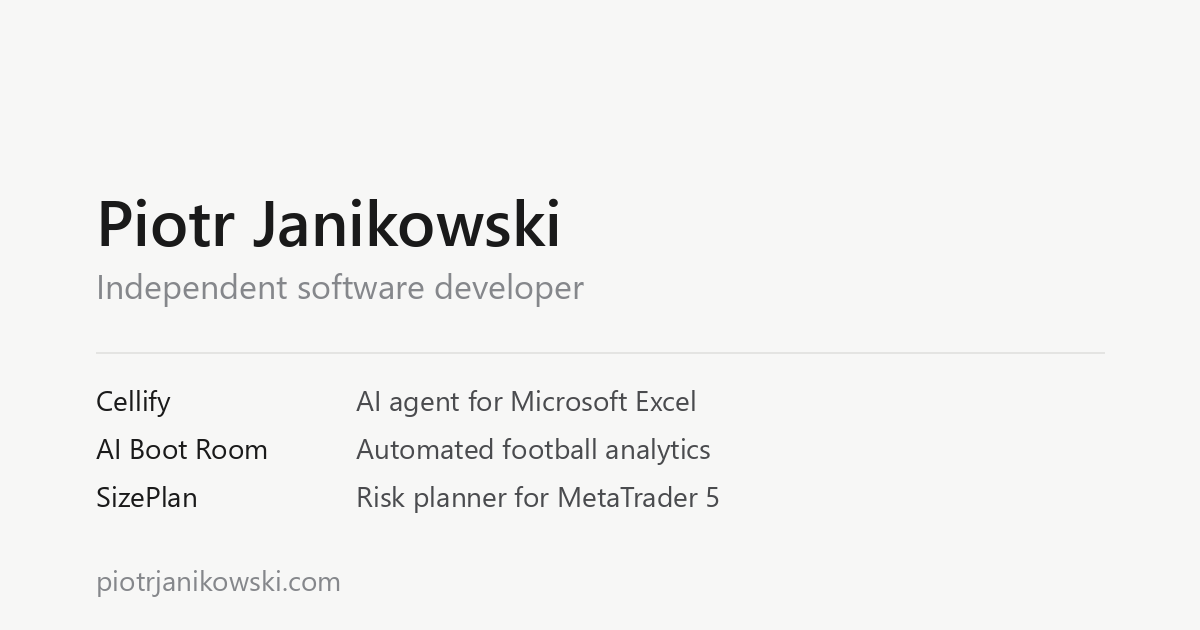 Piotr Janikowski
Independent software developer
Cellify AI agent for Microsoft Excel
AI Boot Room Automated football analytics
SizePlan Risk planner for MetaTrader 5
piotrjanikowski.com